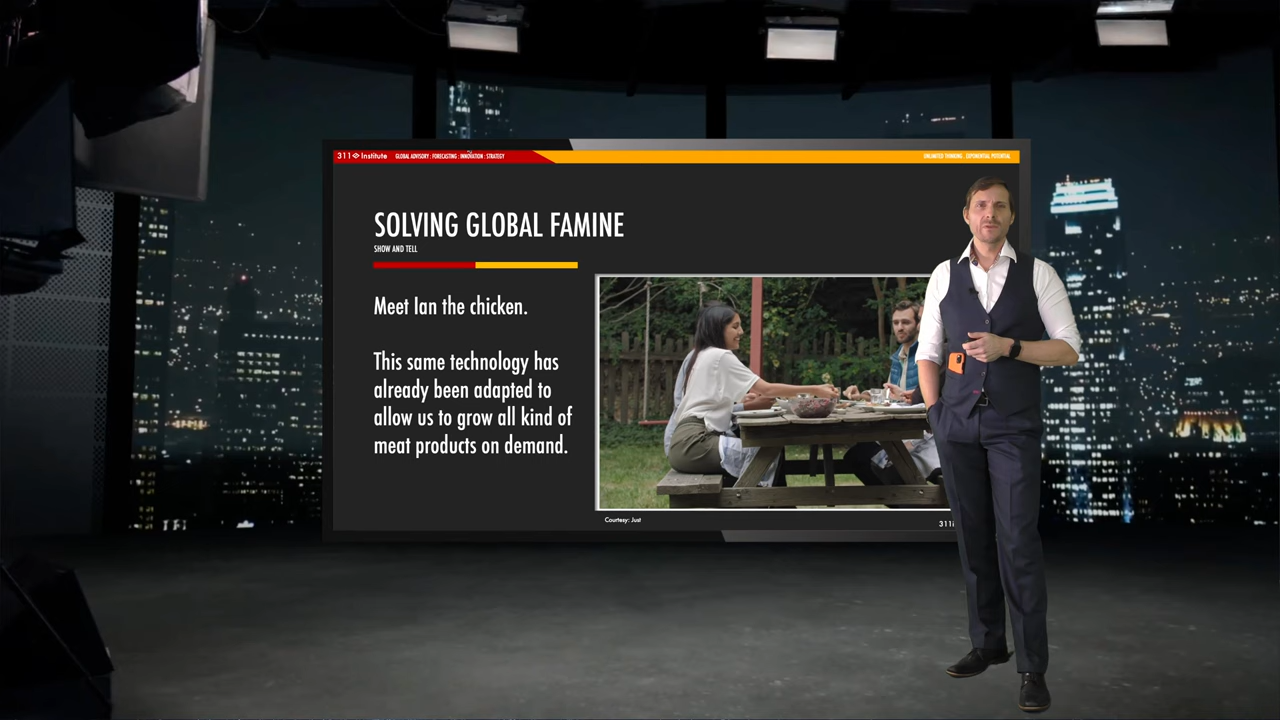 311 Institute
GLOBAL ADVISORY : FORECASTING : INNOVATION : STRATEGY
UNLIMITED THINKING EXPONENTIAL POTENTIAL
SOLVING GLOBAL FAMINE
SHOW AND TELL
Meet Ian the chicken.
This same technology has
already been adapted to
allow us to grow all kind of
meat products on demand.
Courtesy: Just
311i